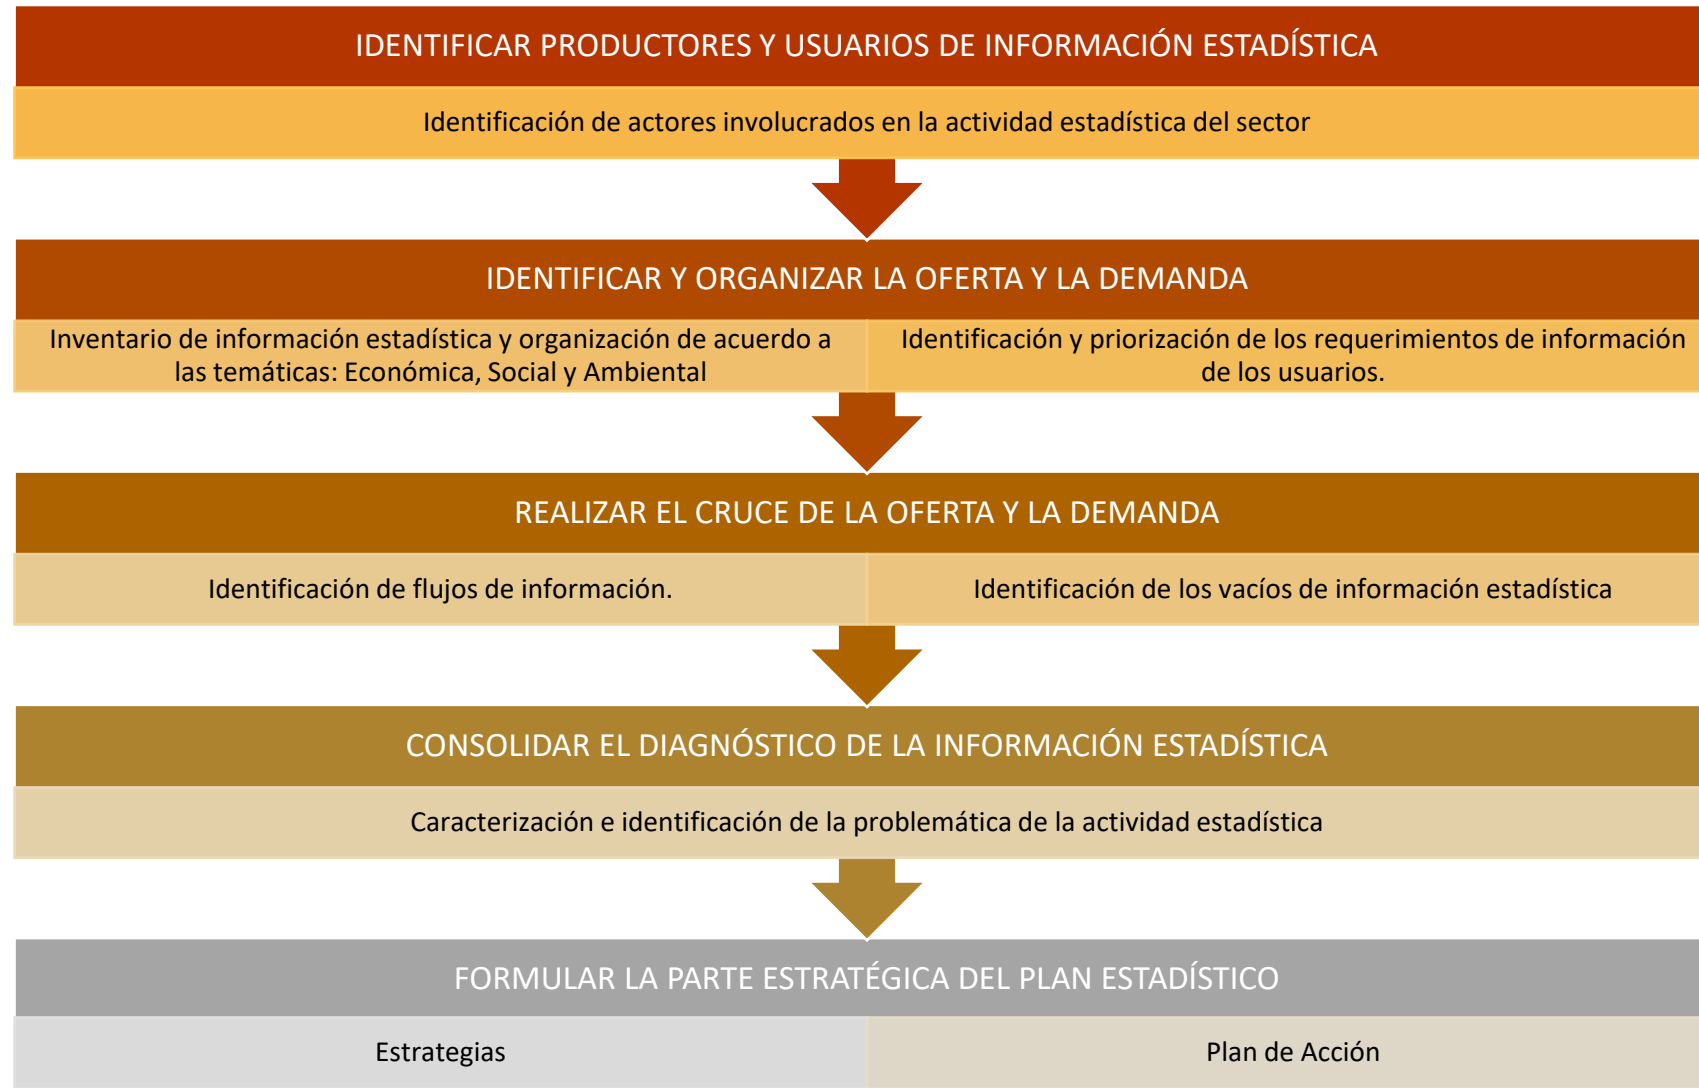 IDENTIFICAR PRODUCTORES Y USUARIOS DE INFORMACIÓN ESTADÍSTICA
Identificación de actores involucrados en la actividad estadística del sector
IDENTIFICAR Y ORGANIZAR LA OFERTA Y LA DEMANDA
Inventario de información estadística y organización de acuerdo a
las temáticas: Económica, Social y Ambiental
Identificación y priorización de los requerimientos de información
de los usuarios.
REALIZAR EL CRUCE DE LA OFERTA Y LA DEMANDA
Identificación de flujos de información.
Identificación de los vacíos de información estadística
CONSOLIDAR EL DIAGNÓSTICO DE LA INFORMACIÓN ESTADÍSTICA
Caracterización e identificación de la problemática de la actividad estadística
FORMULAR LA PARTE ESTRATÉGICA DEL PLAN ESTADÍSTICO
Estrategias
Plan de Acción